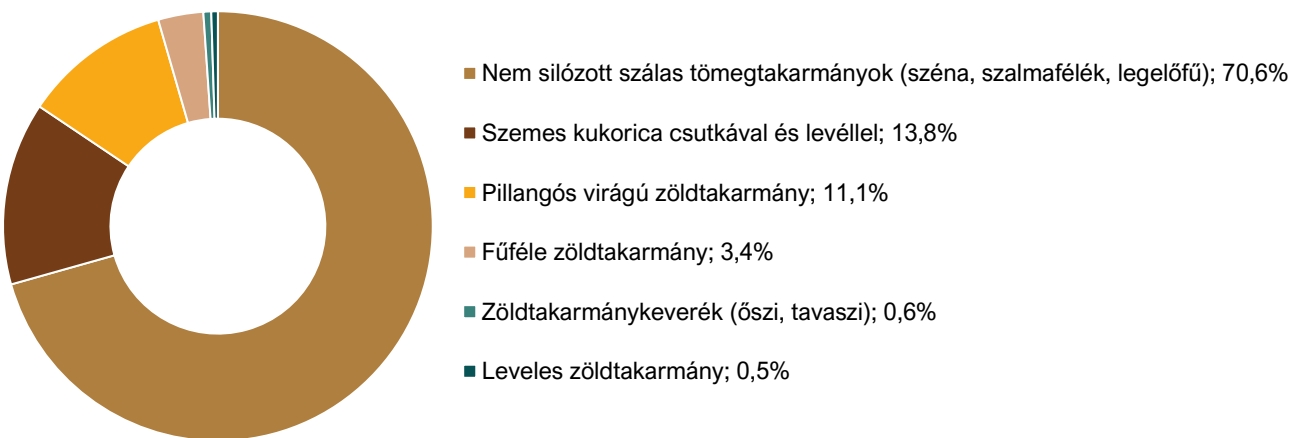 Nem silózott szálas tömegtakarmányok (széna, szalmafélék, legelőfű); 70,6%
Szemes kukorica csutkával és levéllel; 13,8%
Pillangós virágú zöldtakarmány; 11,1%
Fűféle zöldtakarmány; 3,4%
Zöldtakarmánykeverék (őszi, tavaszi); 0,6%
Leveles zöldtakarmány; 0,5%